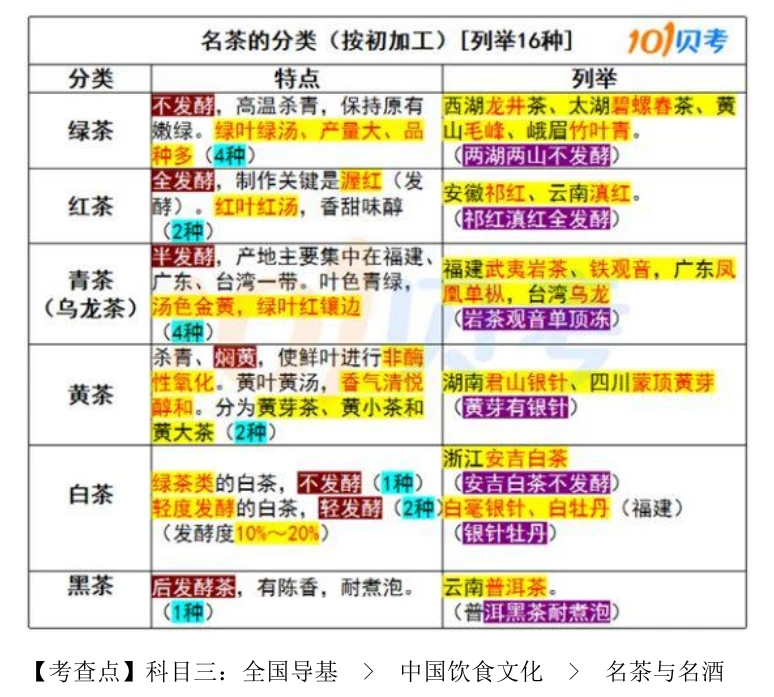 名茶的分类（按初加工）[列举16种]
101贝考
分类 特点 列举
绿茶
不发酵，高温杀青，保持原有
嫩绿。绿叶绿汤、产量大、品
种多（4种）
西湖龙井茶、太湖碧螺春茶、黄
山毛峰、峨眉竹叶青。
（两湖两山不发酵）
红茶
全发酵，制作关键是渥红（发
酵）。红叶红汤，香甜味醇
（2种）
安徽祁红、云南滇红。
（祁红滇红全发酵）
青茶
（乌龙茶）
半发酵，产地主要集中在福建、
广东、台湾一带。叶色青绿，
汤色金黄，绿叶红镶边
（4种）
福建武夷岩茶、铁观音，广东凤
凰单枞，台湾乌龙
（岩茶观音单顶冻）
黄茶
杀青、焖黄，使鲜叶进行非酶
性氧化。黄叶黄汤，香气清悦
醇和。分为黄芽茶、黄小茶和
黄大茶（2种）
湖南君山银针、四川蒙顶黄芽
（黄芽有银针）
白茶
绿茶类的白茶，不发酵（1种）
轻度发酵的白茶，轻发酵（2种）
（发酵度10%～20%）
浙江安吉白茶
（安吉白茶不发酵）
白毫银针、白牡丹（福建）
（银针牡丹）
黑茶
后发酵茶，有陈香，耐煮泡。
（1种）
云南普洱茶。
（普洱黑茶耐煮泡）
101贝考
【考查点】科目三：全国导基 > 中国饮食文化 > 名茶与名酒